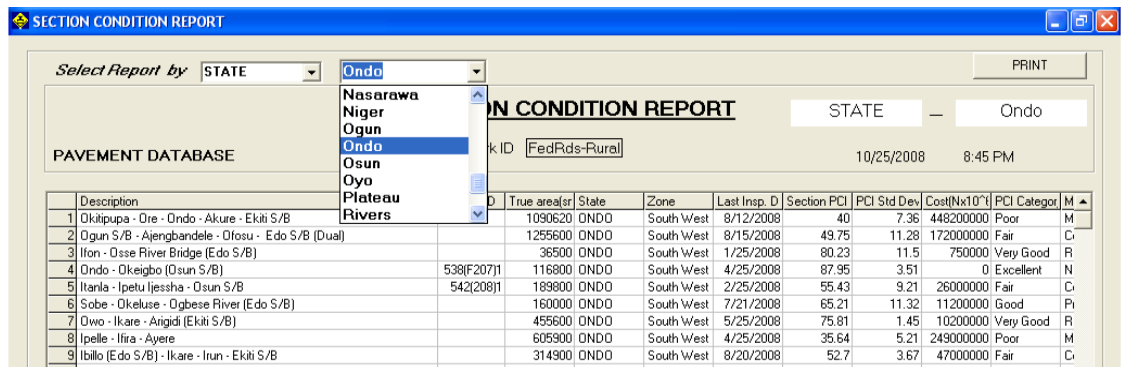 SECTION CONDITION REPORT
Select Report by STATE Ondo PRINT
Nasarawa
Niger
Ogun
Ondo
Osun
Oyo
Plateau
Rivers
ON CONDITION REPORT STATE — Ondo
PAVEMENT DATABASE k ID FedRds-Rural 10/25/2008 8:45 PM
Description D True area(sr State Zone Last Insp. D Section PCI PCI Std Dev Cost(Nx10^( PCI Categor M
1 Okitipupa - Ore - Ondo - Akure - Ekiti S/B 1090620 ONDO South West 8/12/2008 40 7.36 448200000 Poor M
2 Ogun S/B - Ajengbandele - Ofosu - Edo S/B (Dual) 1255600 ONDO South West 8/15/2008 49.75 11.28 172000000 Fair Co
3 Ifon - Osse River Bridge (Edo S/B) 36500 ONDO South West 1/25/2008 80.23 11.5 750000 Very Good R
4 Ondo - Okeigbo (Osun S/B) 538(F207)1 116800 ONDO South West 4/25/2008 87.95 3.51 0 Excellent N
5 Itanla - Ipetu Ijessha - Osun S/B 542(208)1 189800 ONDO South West 2/25/2008 55.43 9.21 26000000 Fair Co
6 Sobe - Okeluse - Ogbese River (Edo S/B) 160000 ONDO South West 7/21/2008 65.21 11.32 11200000 Good Pr
7 Owo - Ikare - Arigidi (Ekiti S/B) 455600 ONDO South West 5/25/2008 75.81 1.45 10200000 Very Good R
8 Ipelle - Ifira - Ayere 605900 ONDO South West 4/25/2008 35.64 5.21 249000000 Poor M
9 Ibillo (Edo S/B) - Ikare - Irun - Ekiti S/B 314900 ONDO South West 8/20/2008 52.7 3.67 47000000 Fair Co